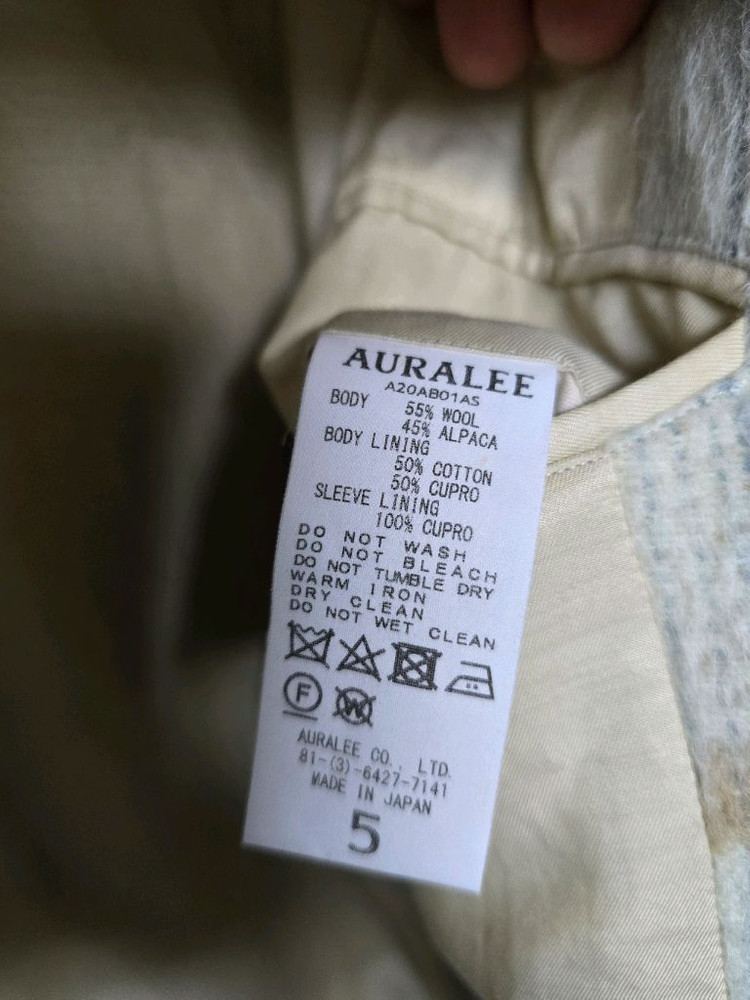 AURALEE
A20AB01AS
BODY 55% WOOL
45% ALPACA
BODY LINING
50% COTTON
50% CUPRO
SLEEVE LINING
100% CUPRO
DO NOT WASH
DO NOT BLEACH
DO NOT TUMBLE DRY
WARM IRON
DRY CLEAN
DO NOT WET CLEAN
F W
AURALEE CO., LTD.
81-(3)-6427-7141
MADE IN JAPAN
5